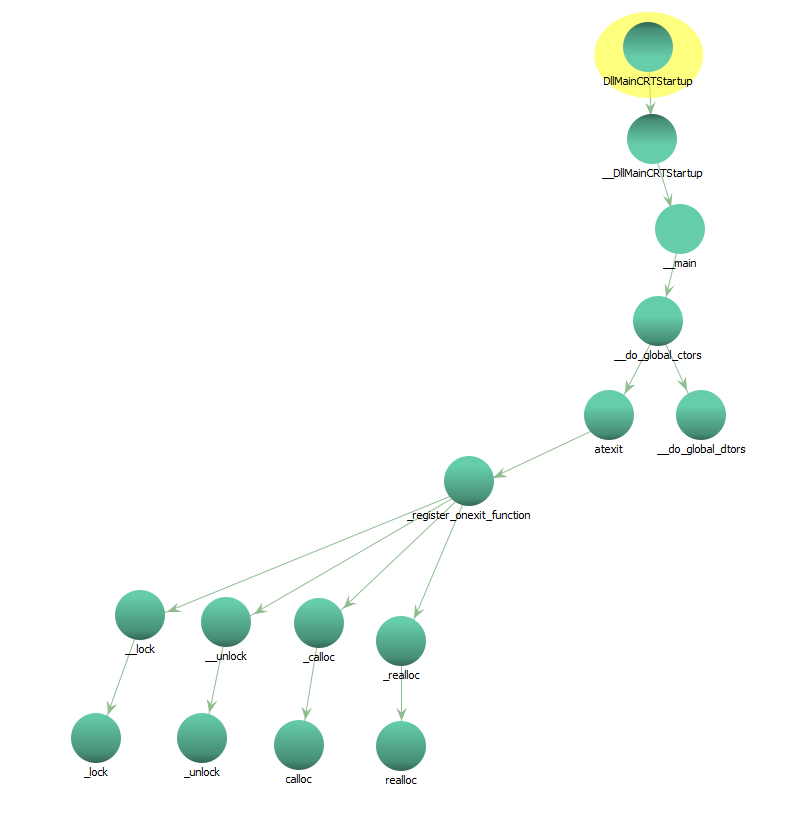 DllMainCRTStartup
__DllMainCRTStartup
__main
__do_global_ctors
atexit
__do_global_dtors
_register_onexit_function
__lock
__unlock
_calloc
_realloc
_lock
_unlock
calloc
realloc